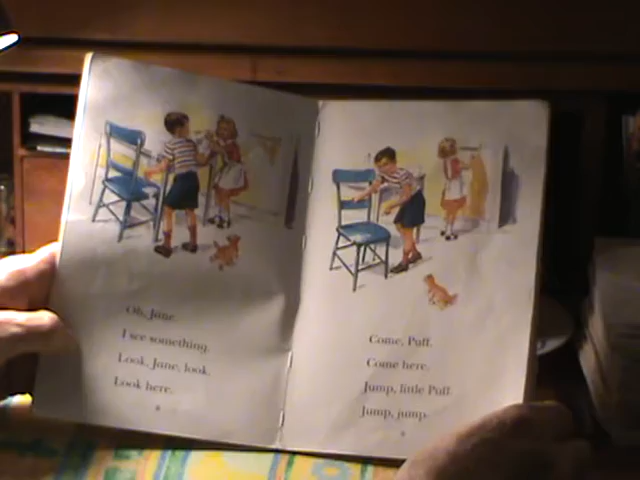 Oh, Jane.
I see something.
Look, Jane, look.
Look here.
Come, Puff.
Come here.
Jump, little Puff.
Jump, jump.